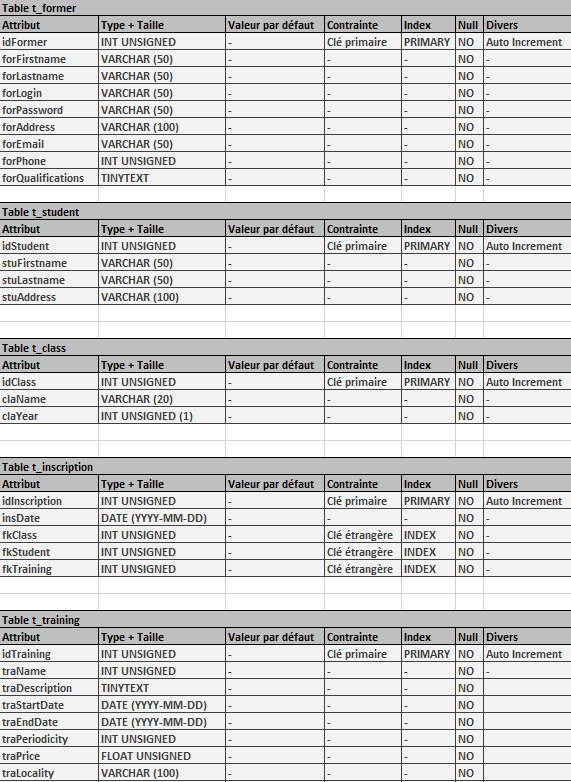 Table t_former
Attribut Type + Taille Valeur par défaut Contrainte Index Null Divers
idFormer INT UNSIGNED - Clé primaire PRIMARY NO Auto Increment
forFirstname VARCHAR (50) - - - NO -
forLastname VARCHAR (50) - - - NO -
forLogin VARCHAR (50) - - - NO -
forPassword VARCHAR (50) - - - NO -
forAddress VARCHAR (100) - - - NO -
forEmail VARCHAR (50) - - - NO -
forPhone INT UNSIGNED - - - NO -
forQualifications TINYTEXT - - - NO -
Table t_student
Attribut Type + Taille Valeur par défaut Contrainte Index Null Divers
idStudent INT UNSIGNED - Clé primaire PRIMARY NO Auto Increment
stuFirstname VARCHAR (50) - - - NO -
stuLastname VARCHAR (50) - - - NO -
stuAddress VARCHAR (100) - - - NO -
Table t_class
Attribut Type + Taille Valeur par défaut Contrainte Index Null Divers
idClass INT UNSIGNED - Clé primaire PRIMARY NO Auto Increment
claName VARCHAR (20) - - - NO -
claYear INT UNSIGNED (1) - - - NO -
Table t_inscription
Attribut Type + Taille Valeur par défaut Contrainte Index Null Divers
idInscription INT UNSIGNED - Clé primaire PRIMARY NO Auto Increment
insDate DATE (YYYY-MM-DD) - - - NO -
fkClass INT UNSIGNED - Clé étrangère INDEX NO -
fkStudent INT UNSIGNED - Clé étrangère INDEX NO -
fkTraining INT UNSIGNED - Clé étrangère INDEX NO -
Table t_training
Attribut Type + Taille Valeur par défaut Contrainte Index Null Divers
idTraining INT UNSIGNED - Clé primaire PRIMARY NO Auto Increment
traName INT UNSIGNED - - - NO -
traDescription TINYTEXT - - - NO
traStartDate DATE (YYYY-MM-DD) - - - NO
traEndDate DATE (YYYY-MM-DD) - - - NO
traPeriodicity INT UNSIGNED - - - NO
traPrice FLOAT UNSIGNED - - - NO
traLocality VARCHAR (100) - - - NO